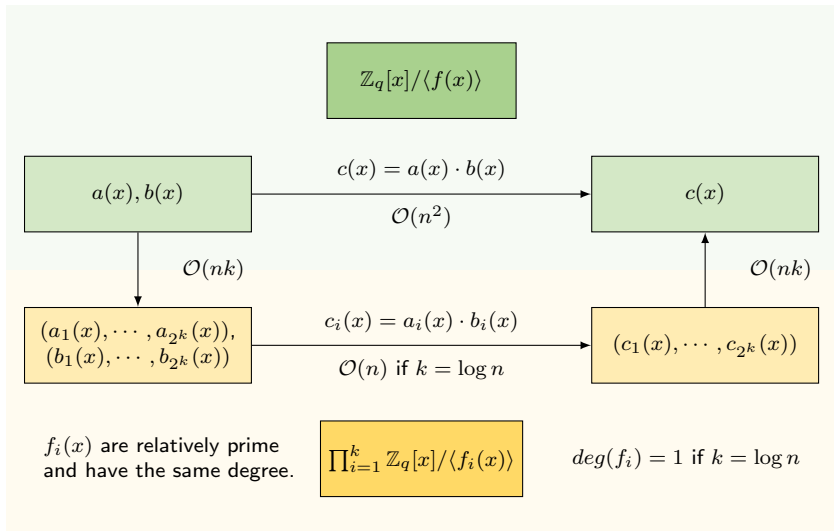 ℤ_q[x]/⟨f(x)⟩
c(x) = a(x) · b(x)
a(x), b(x)
c(x)
𝒪(n²)
𝒪(nk)
𝒪(nk)
(a_1(x), ⋯ , a_{2^k}(x)),
(b_1(x), ⋯ , b_{2^k}(x))
c_i(x) = a_i(x) · b_i(x)
(c_1(x), ⋯ , c_{2^k}(x))
𝒪(n) if k = log n
f_i(x) are relatively prime
and have the same degree.
∏_{i=1}^k ℤ_q[x]/⟨f_i(x)⟩
deg(f_i) = 1 if k = log n